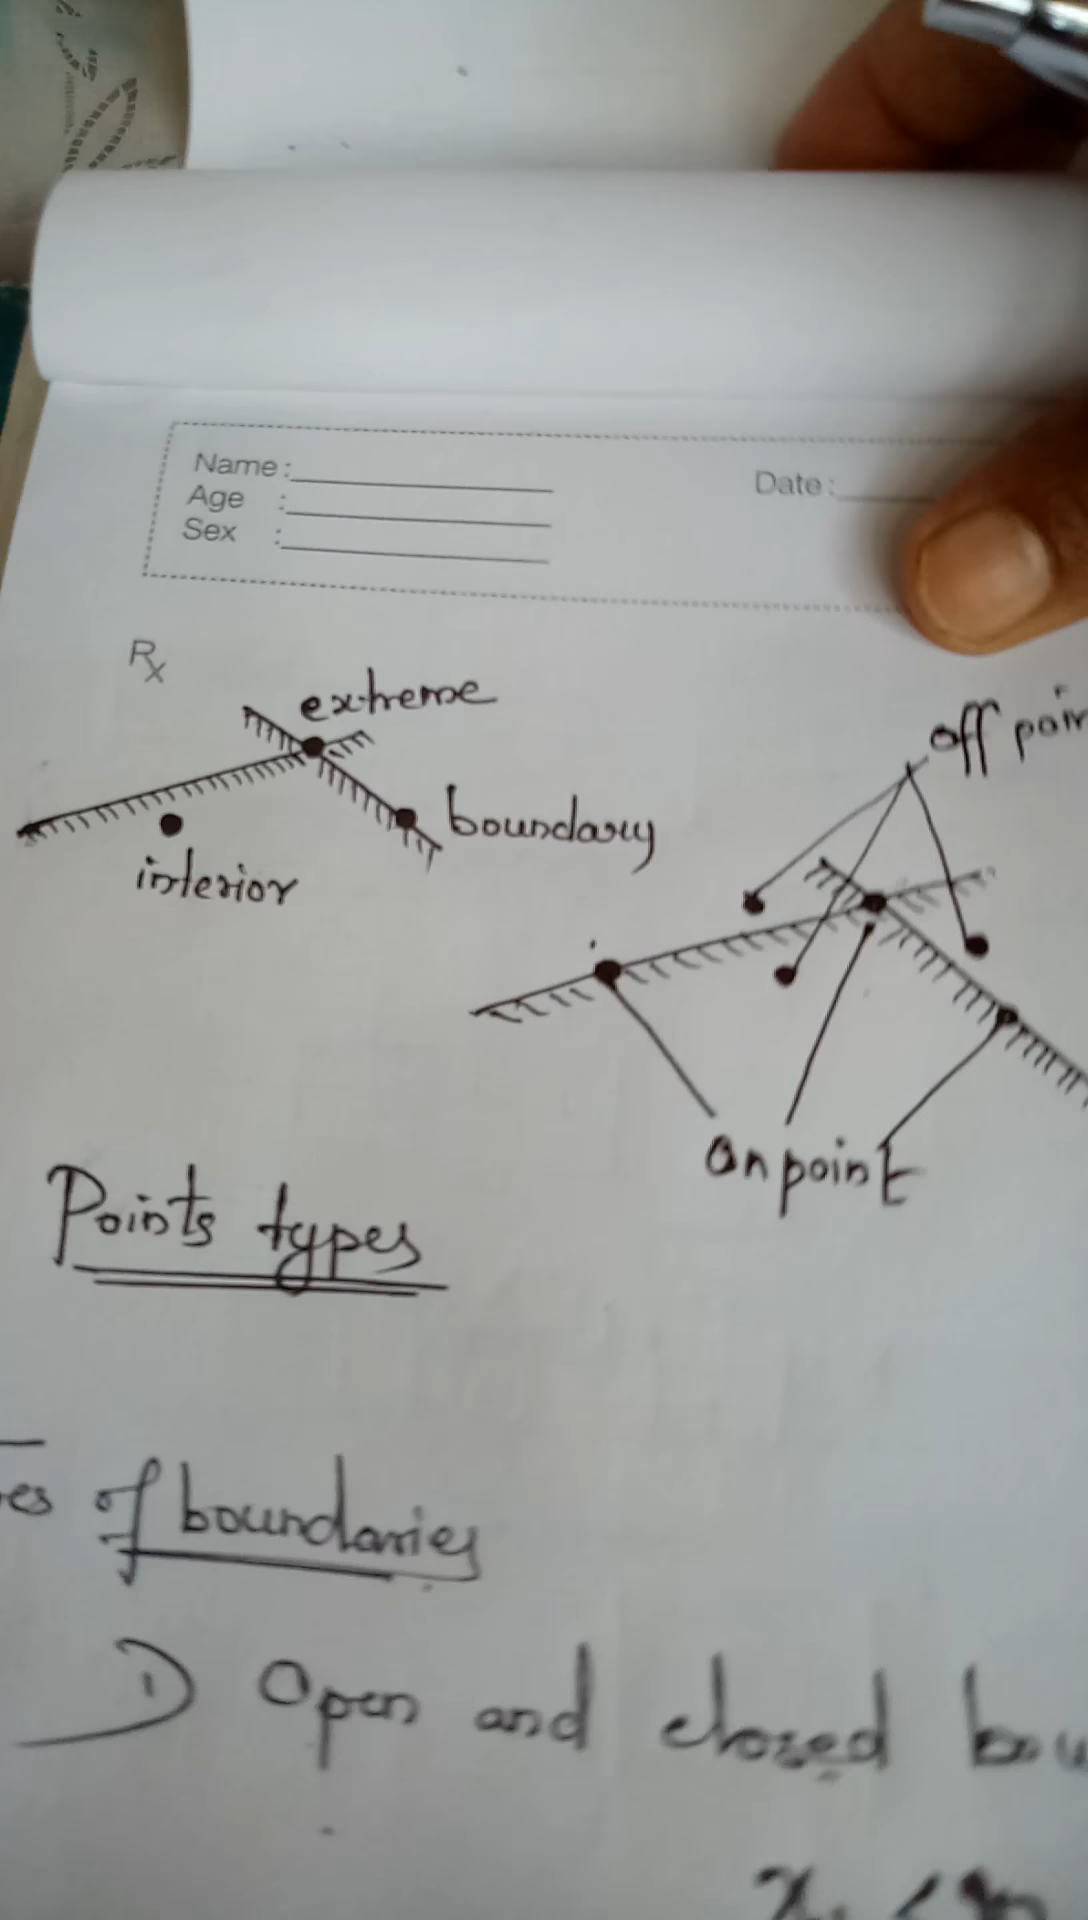 Name :
Age :
Sex :
Date :
Rx
extreme
boundary
interior
off
on point
Points types
of boundaries
1) Open and closed